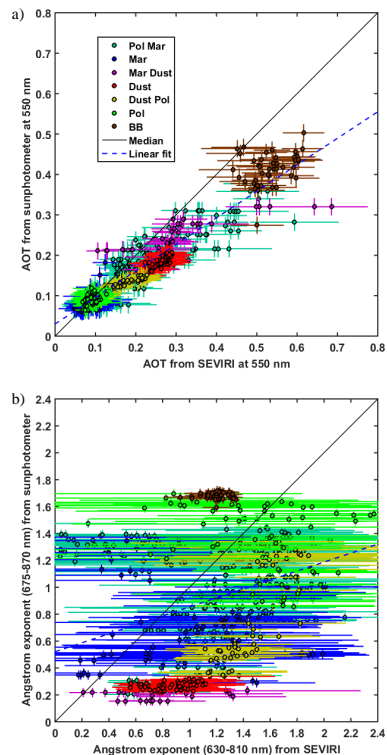 a)
0.8
0.7
0.6
0.5
0.4
0.3
0.2
0.1
0
AOT from sunphotometer at 550 nm
Pol Mar
Mar
Mar Dust
Dust
Dust Pol
Pol
BB
Median
Linear fit
0 0.1 0.2 0.3 0.4 0.5 0.6 0.7 0.8
AOT from SEVIRI at 550 nm
b)
2.4
2.2
2
1.8
1.6
1.4
1.2
1
0.8
0.6
0.4
0.2
0
Angstrom exponent (675-870 nm) from sunphotometer
0 0.2 0.4 0.6 0.8 1 1.2 1.4 1.6 1.8 2 2.2 2.4
Angstrom exponent (630-810 nm) from SEVIRI